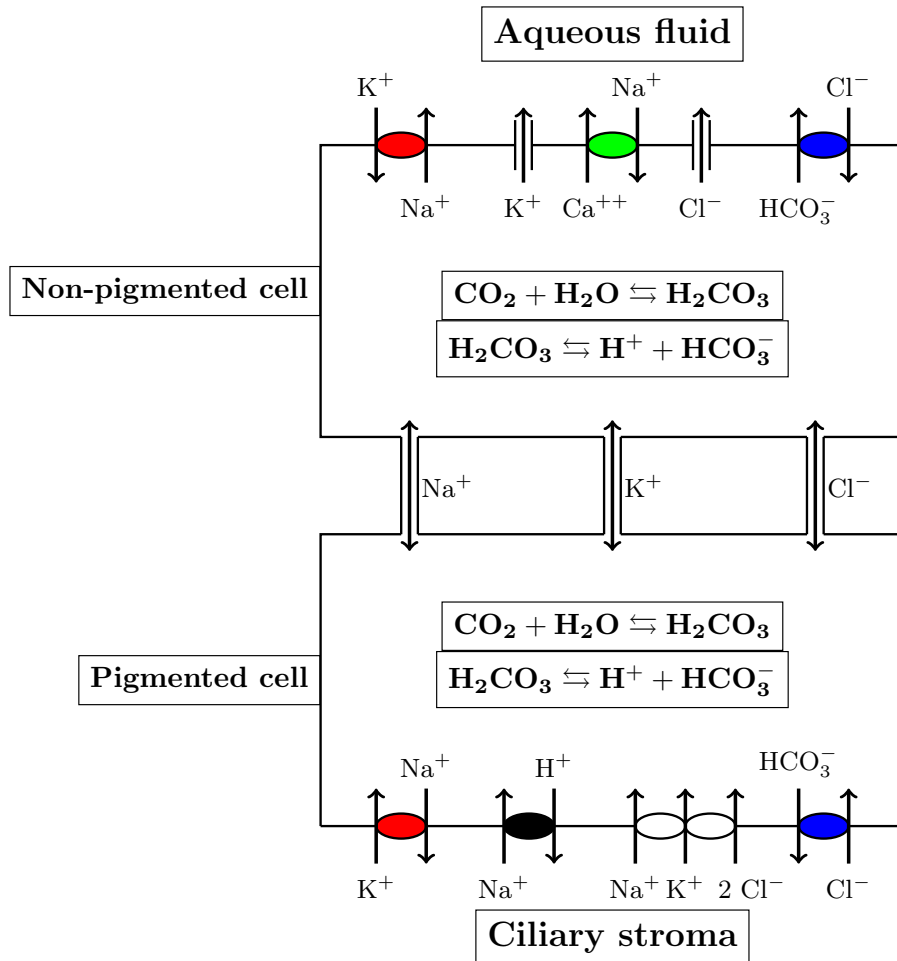 Aqueous fluid
K⁺ Na⁺ Cl⁻
Na⁺ K⁺ Ca⁺⁺ Cl⁻ HCO₃⁻
Non-pigmented cell
CO₂ + H₂O ⇆ H₂CO₃
H₂CO₃ ⇆ H⁺ + HCO₃⁻
Na⁺ K⁺ Cl⁻
CO₂ + H₂O ⇆ H₂CO₃
Pigmented cell
H₂CO₃ ⇆ H⁺ + HCO₃⁻
Na⁺ H⁺ HCO₃⁻
K⁺ Na⁺ Na⁺ K⁺ 2 Cl⁻ Cl⁻
Ciliary stroma